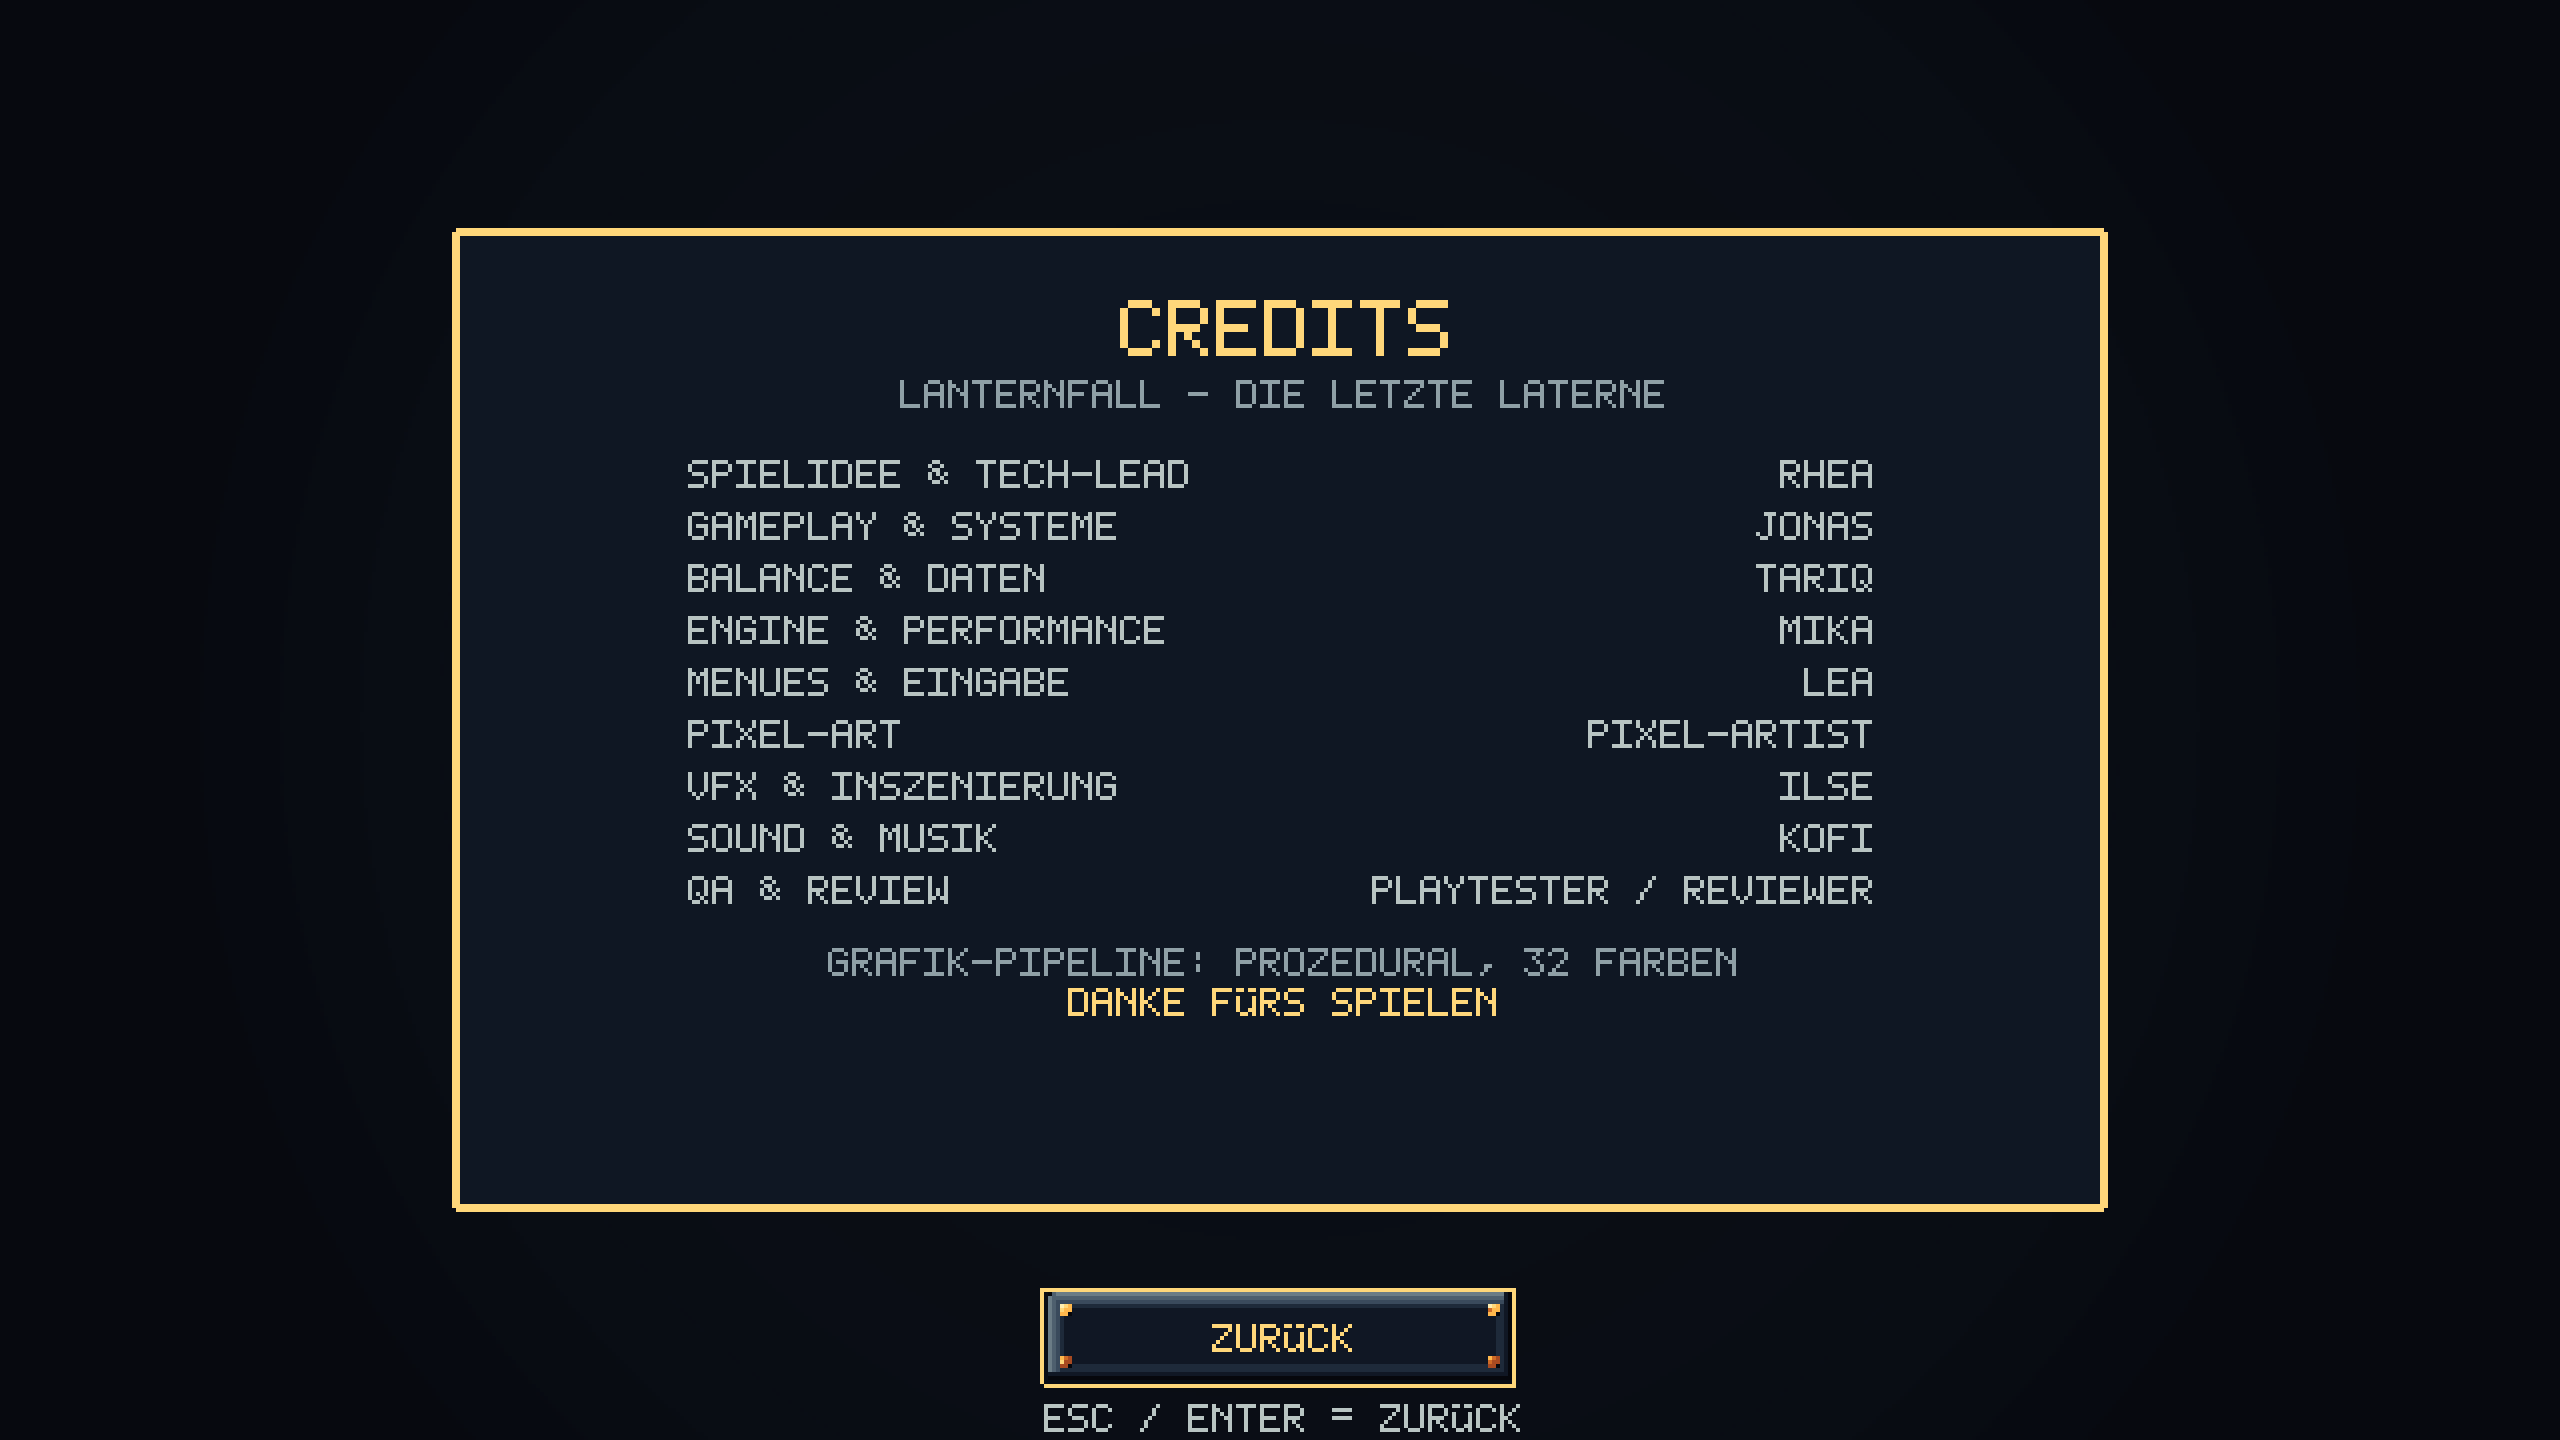 CREDITS
LANTERNFALL - DIE LETZTE LATERNE
SPIELIDEE & TECH-LEAD RHEA
GAMEPLAY & SYSTEME JONAS
BALANCE & DATEN TARIQ
ENGINE & PERFORMANCE MIKA
MENUES & EINGABE LEA
PIXEL-ART PIXEL-ARTIST
VFX & INSZENIERUNG ILSE
SOUND & MUSIK KOFI
QA & REVIEW PLAYTESTER / REVIEWER
GRAFIK-PIPELINE: PROZEDURAL, 32 FARBEN
DANKE FüRS SPIELEN
ZURüCK
ESC / ENTER = ZURüCK